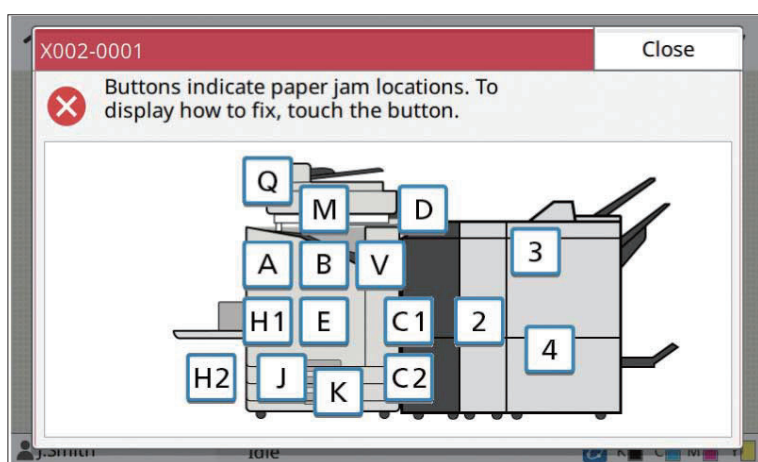 X002-0001
Close
Buttons indicate paper jam locations. To
display how to fix, touch the button.
Q
M
D
A
B
V
3
H1
E
C1
2
4
H2
J
K
C2
J.Smith
Idle
K C M Y